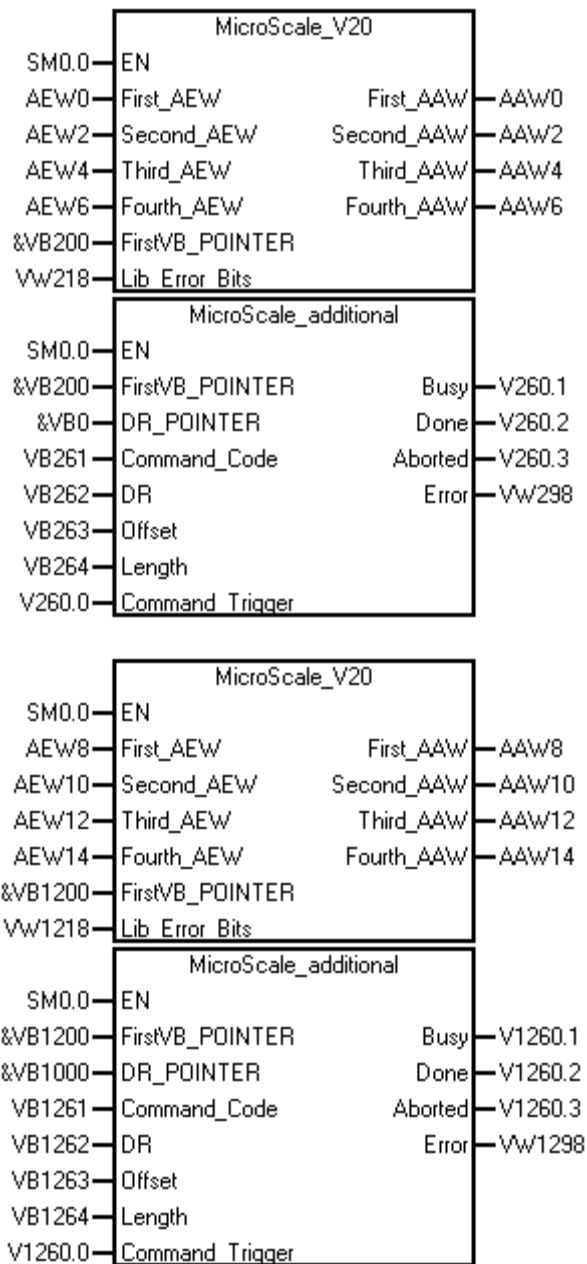 MicroScale_V20
SM0.0 EN
AEW0 First_AEW First_AAW AAW0
AEW2 Second_AEW Second_AAW AAW2
AEW4 Third_AEW Third_AAW AAW4
AEW6 Fourth_AEW Fourth_AAW AAW6
&VB200 FirstVB_POINTER
VW218 Lib_Error_Bits
MicroScale_additional
SM0.0 EN
&VB200 FirstVB_POINTER Busy V260.1
&VB0 DR_POINTER Done V260.2
VB261 Command_Code Aborted V260.3
VB262 DR Error VW298
VB263 Offset
VB264 Length
V260.0 Command_Trigger
MicroScale_V20
SM0.0 EN
AEW8 First_AEW First_AAW AAW8
AEW10 Second_AEW Second_AAW AAW10
AEW12 Third_AEW Third_AAW AAW12
AEW14 Fourth_AEW Fourth_AAW AAW14
&VB1200 FirstVB_POINTER
VW1218 Lib_Error_Bits
MicroScale_additional
SM0.0 EN
&VB1200 FirstVB_POINTER Busy V1260.1
&VB1000 DR_POINTER Done V1260.2
VB1261 Command_Code Aborted V1260.3
VB1262 DR Error VW1298
VB1263 Offset
VB1264 Length
V1260.0 Command_Trigger